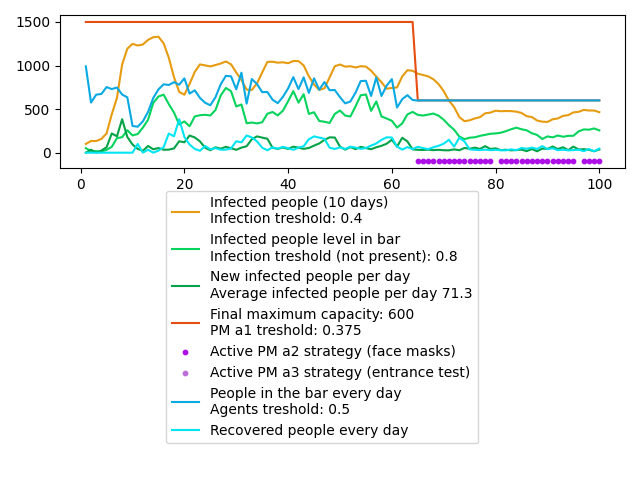 1500
1000
500
0
0
20
40
60
80
100
Infected people (10 days)
Infection treshold: 0.4
Infected people level in bar
Infection treshold (not present): 0.8
New infected people per day
Average infected people per day 71.3
Final maximum capacity: 600
PM a1 treshold: 0.375
Active PM a2 strategy (face masks)
Active PM a3 strategy (entrance test)
People in the bar every day
Agents treshold: 0.5
Recovered people every day